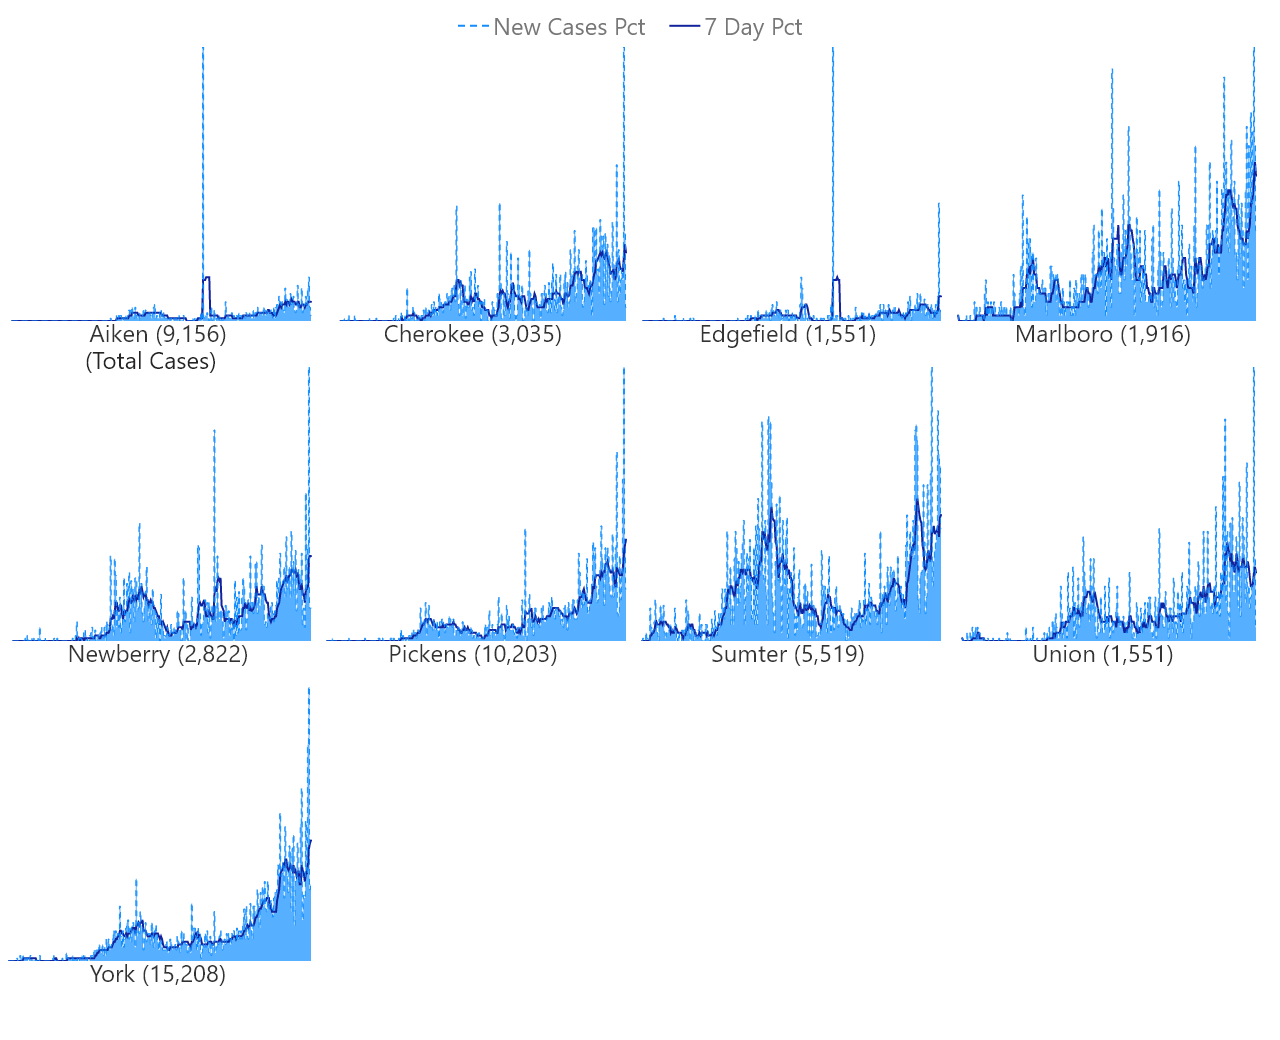 New Cases Pct 7 Day Pct
Aiken (9,156)
(Total Cases)
Cherokee (3,035)
Edgefield (1,551)
Marlboro (1,916)
Newberry (2,822)
Pickens (10,203)
Sumter (5,519)
Union (1,551)
York (15,208)